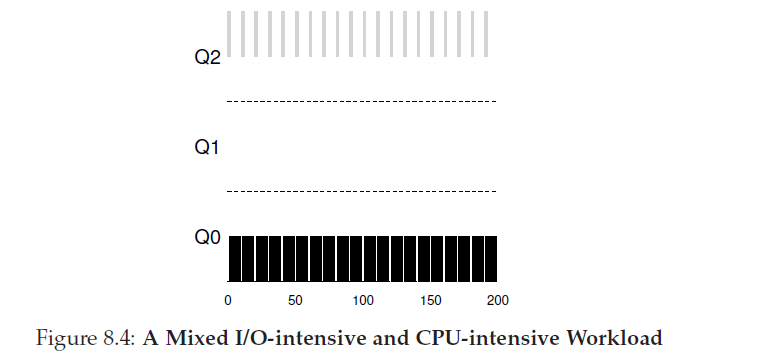 Q2
Q1
Q0
0 50 100 150 200
Figure 8.4: A Mixed I/O-intensive and CPU-intensive Workload